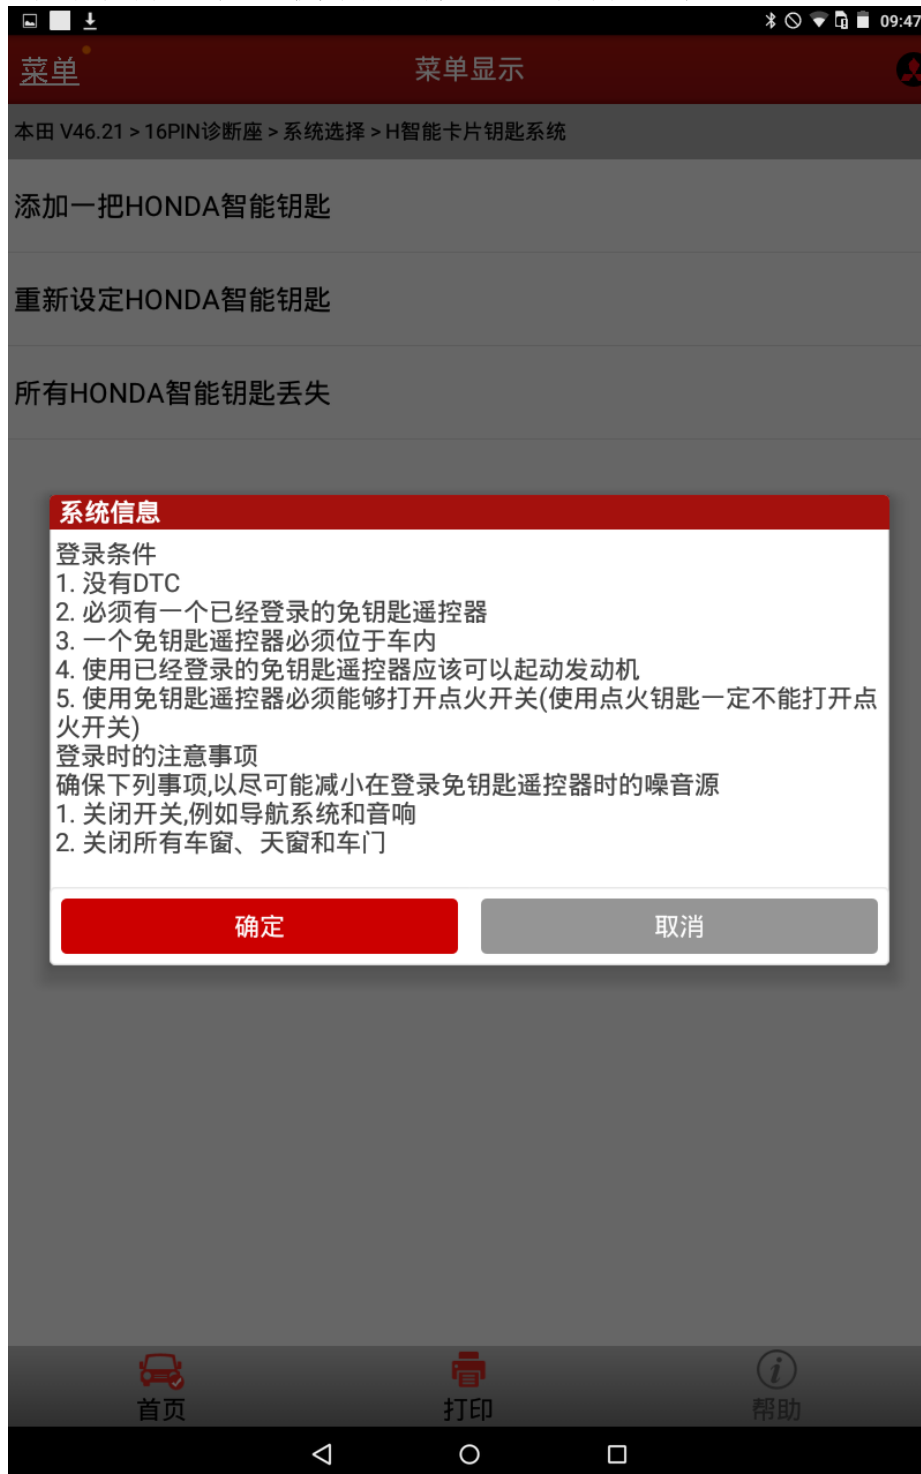 09:47
菜单
菜单显示
本田 V46.21 > 16PIN诊断座 > 系统选择 > H智能卡片钥匙系统
添加一把HONDA智能钥匙
重新设定HONDA智能钥匙
所有HONDA智能钥匙丢失
系统信息
登录条件
1. 没有DTC
2. 必须有一个已经登录的免钥匙遥控器
3. 一个免钥匙遥控器必须位于车内
4. 使用已经登录的免钥匙遥控器应该可以起动发动机
5. 使用免钥匙遥控器必须能够打开点火开关(使用点火钥匙一定不能打开点
火开关)
登录时的注意事项
确保下列事项,以尽可能减小在登录免钥匙遥控器时的噪音源
1. 关闭开关,例如导航系统和音响
2. 关闭所有车窗、天窗和车门
确定
取消
首页
打印
帮助